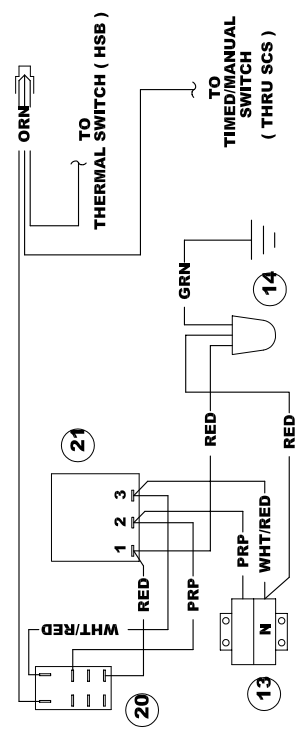 ORN
TO
THERMAL SWITCH ( HSB )
TO
TIMED/MANUAL
SWITCH
( THRU SCS )
GRN
14
21
1 2 3
RED
RED
RED
PRP
PRP
WHT/RED
WHT/RED
20
N
13